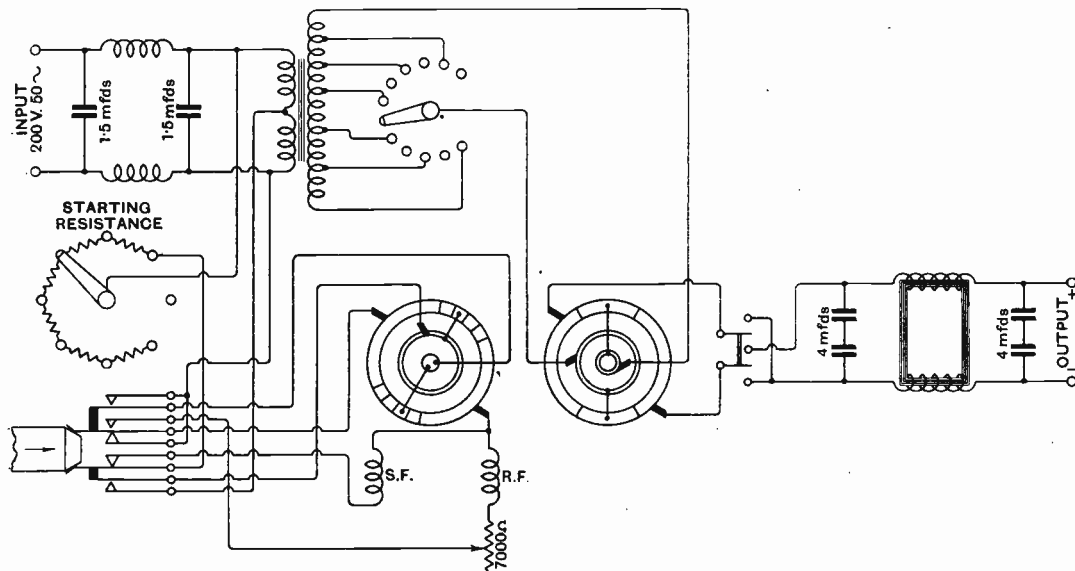 INPUT
200 V. 50 ~
1·5 mfds
1·5 mfds
STARTING
RESISTANCE
S.F.
R.F.
7000Ω
4 mfds
4 mfds
OUTPUT
+
−